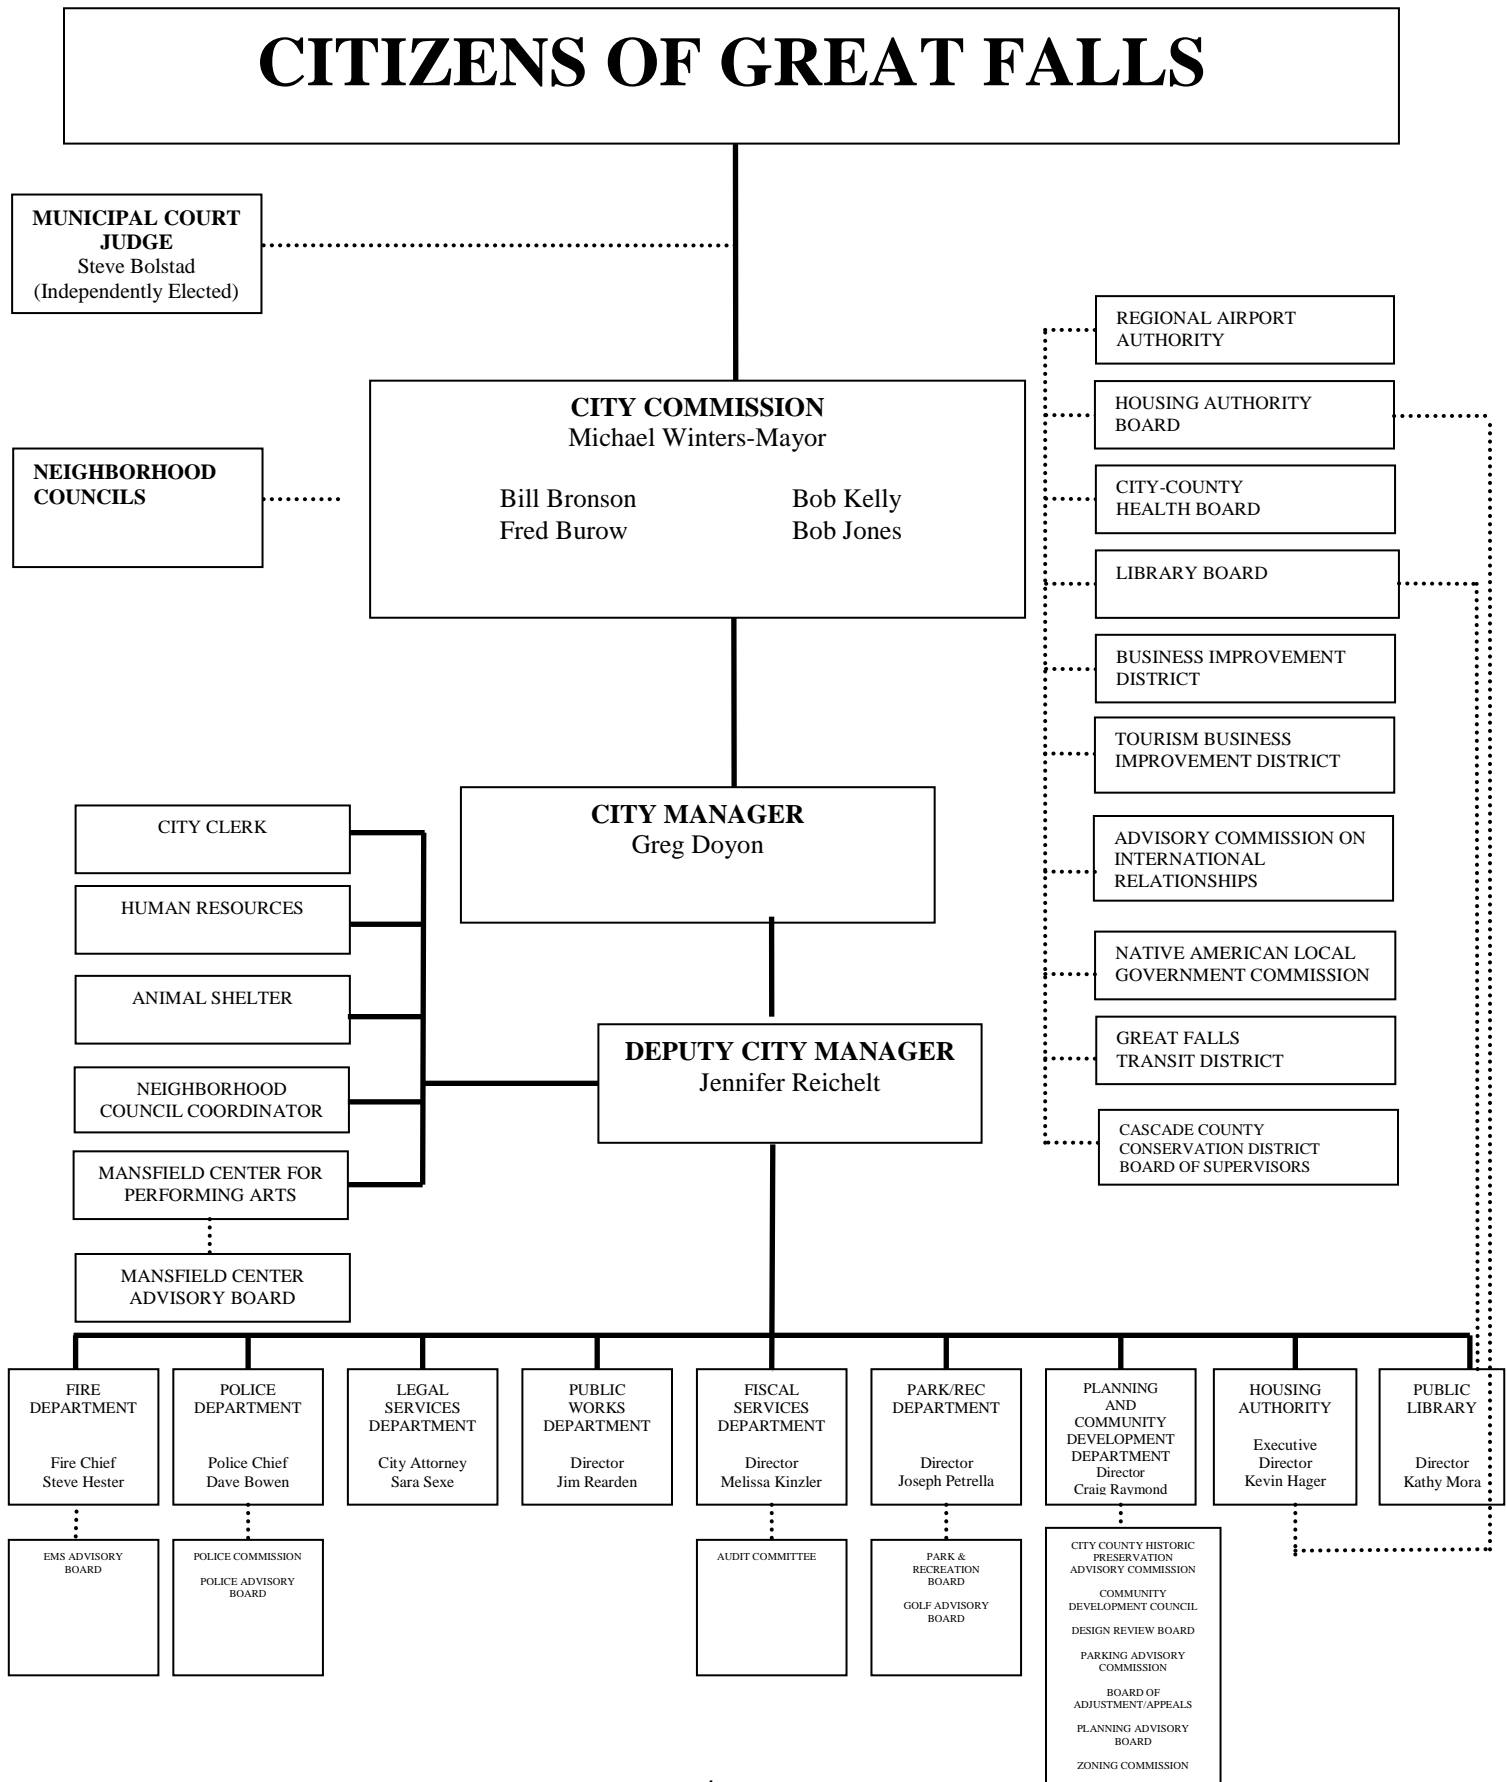 CITIZENS OF GREAT FALLS
MUNICIPAL COURT
JUDGE
Steve Bolstad
(Independently Elected)
CITY COMMISSION
Michael Winters-Mayor
Bill Bronson
Fred Burow
Bob Kelly
Bob Jones
NEIGHBORHOOD
COUNCILS
REGIONAL AIRPORT
AUTHORITY
HOUSING AUTHORITY
BOARD
CITY-COUNTY
HEALTH BOARD
LIBRARY BOARD
BUSINESS IMPROVEMENT
DISTRICT
TOURISM BUSINESS
IMPROVEMENT DISTRICT
ADVISORY COMMISSION ON
INTERNATIONAL
RELATIONSHIPS
NATIVE AMERICAN LOCAL
GOVERNMENT COMMISSION
GREAT FALLS
TRANSIT DISTRICT
CASCADE COUNTY
CONSERVATION DISTRICT
BOARD OF SUPERVISORS
CITY MANAGER
Greg Doyon
CITY CLERK
HUMAN RESOURCES
ANIMAL SHELTER
NEIGHBORHOOD
COUNCIL COORDINATOR
MANSFIELD CENTER FOR
PERFORMING ARTS
MANSFIELD CENTER
ADVISORY BOARD
DEPUTY CITY MANAGER
Jennifer Reichelt
FIRE
DEPARTMENT
Fire Chief
Steve Hester
POLICE
DEPARTMENT
Police Chief
Dave Bowen
LEGAL
SERVICES
DEPARTMENT
City Attorney
Sara Sexe
PUBLIC
WORKS
DEPARTMENT
Director
Jim Rearden
FISCAL
SERVICES
DEPARTMENT
Director
Melissa Kinzler
PARK/REC
DEPARTMENT
Director
Joseph Petrella
PLANNING
AND
COMMUNITY
DEVELOPMENT
DEPARTMENT
Director
Craig Raymond
HOUSING
AUTHORITY
Executive
Director
Kevin Hager
PUBLIC
LIBRARY
Director
Kathy Mora
EMS ADVISORY
BOARD
POLICE COMMISSION
POLICE ADVISORY
BOARD
AUDIT COMMITTEE
PARK &
RECREATION
BOARD
GOLF ADVISORY
BOARD
CITY COUNTY HISTORIC
PRESERVATION
ADVISORY COMMISSION
COMMUNITY
DEVELOPMENT COUNCIL
DESIGN REVIEW BOARD
PARKING ADVISORY
COMMISSION
BOARD OF
ADJUSTMENT/APPEALS
PLANNING ADVISORY
BOARD
ZONING COMMISSION